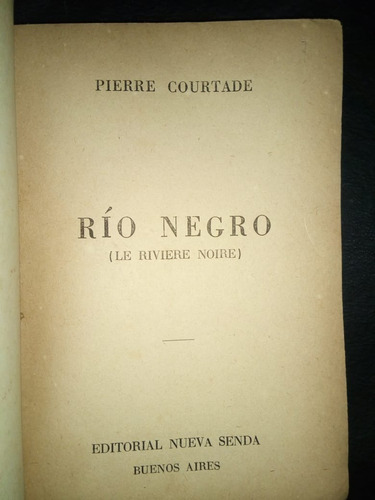 PIERRE COURTADE
RÍO NEGRO
(LE RIVIERE NOIRE)
EDITORIAL NUEVA SENDA
BUENOS AIRES